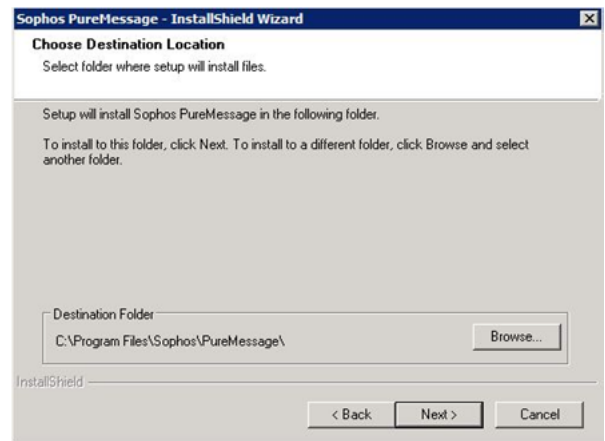 Sophos PureMessage - InstallShield Wizard
Choose Destination Location
Select folder where setup will install files.
Setup will install Sophos PureMessage in the following folder.
To install to this folder, click Next. To install to a different folder, click Browse and select
another folder.
Destination Folder
C:\Program Files\Sophos\PureMessage\
Browse...
InstallShield
< Back
Next >
Cancel